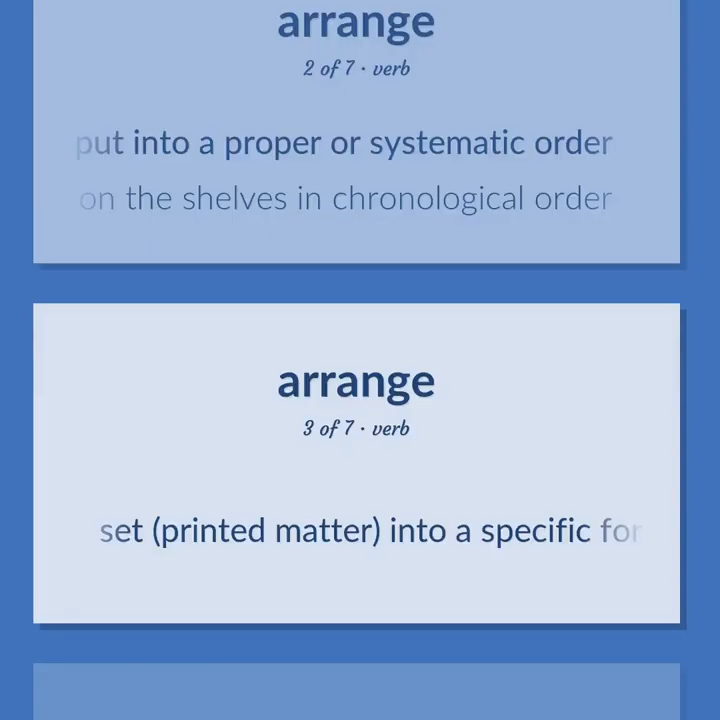 arrange
2 of 7 · verb
put into a proper or systematic order
on the shelves in chronological order
arrange
3 of 7 · verb
set (printed matter) into a specific for